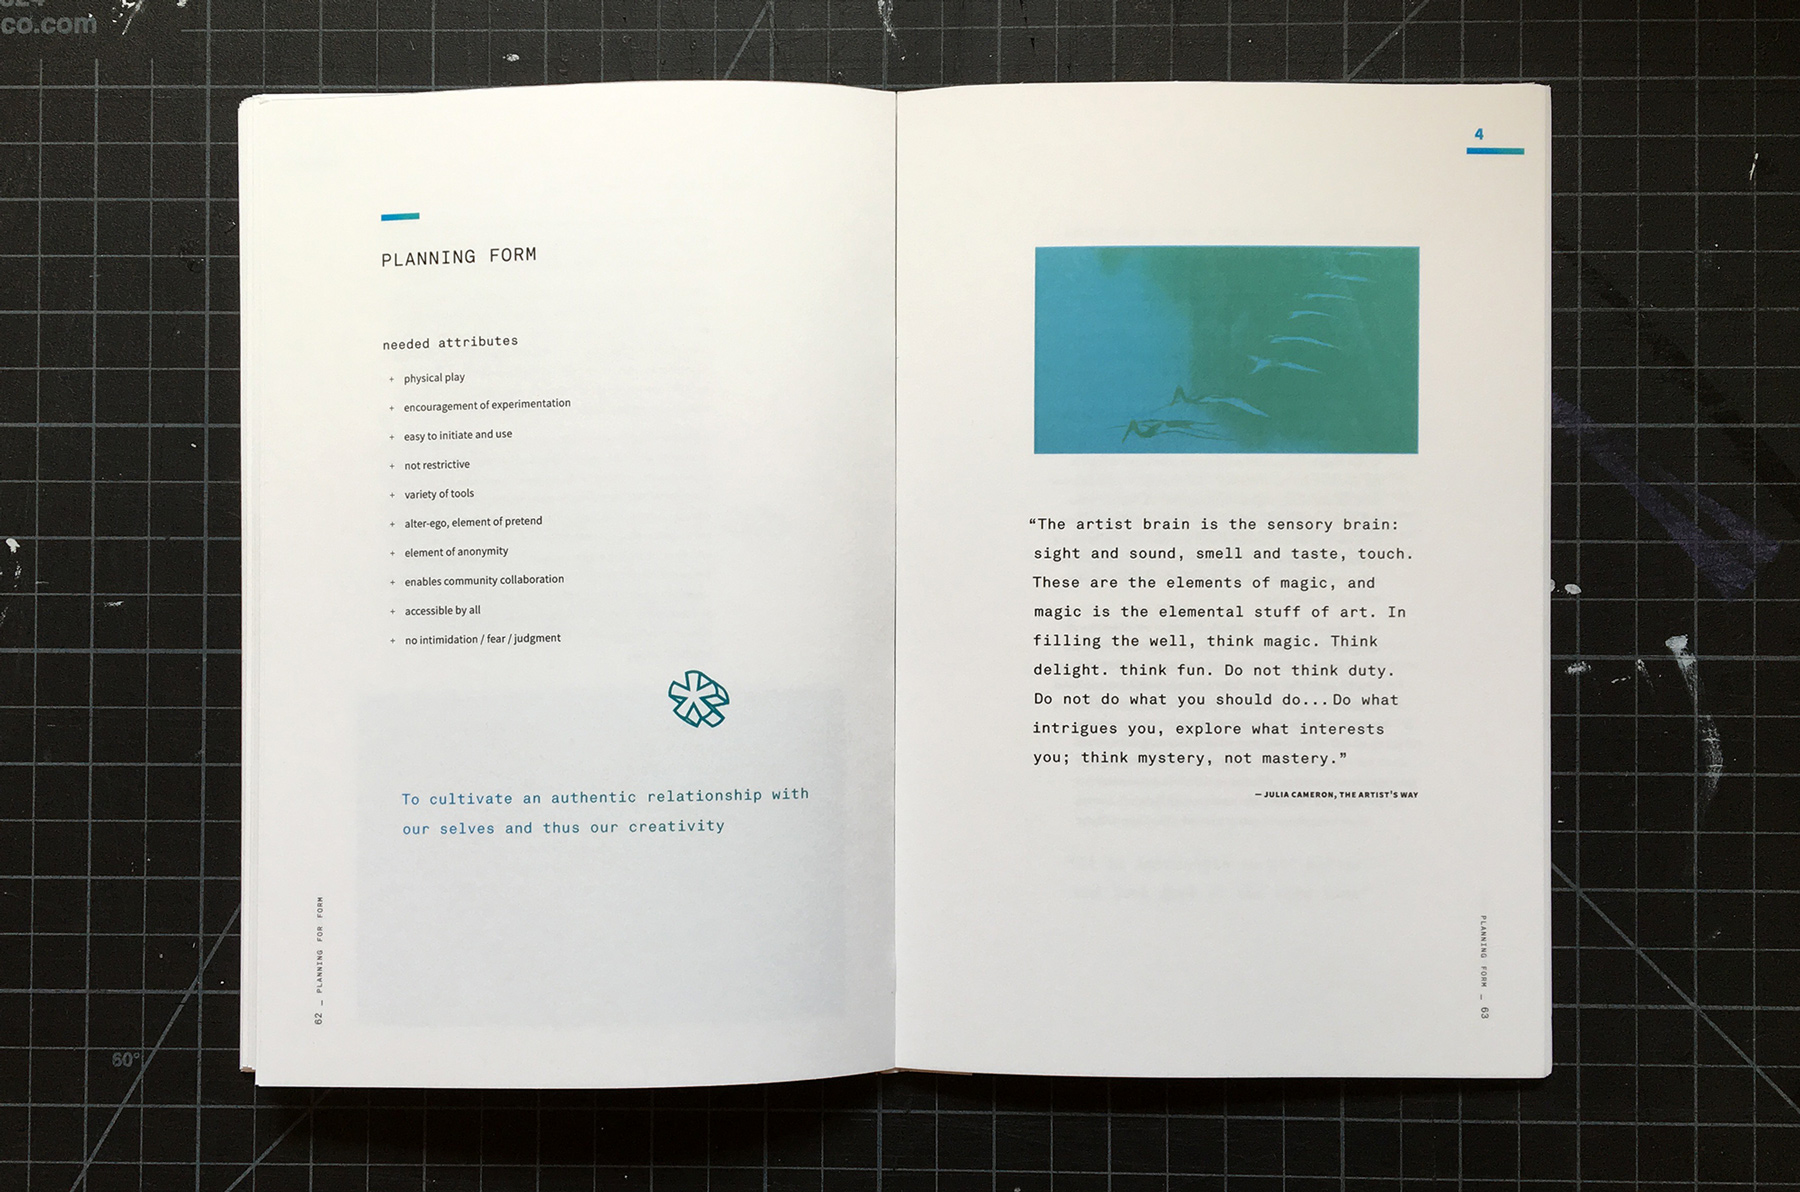 co.com
PLANNING FORM
needed attributes
+ physical play
+ encouragement of experimentation
+ easy to initiate and use
+ not restrictive
+ variety of tools
+ alter-ego, element of pretend
+ element of anonymity
+ enables community collaboration
+ accessible by all
+ no intimidation / fear / judgment
To cultivate an authentic relationship with
our selves and thus our creativity
62 _ PLANNING FOR FORM
4
“The artist brain is the sensory brain:
sight and sound, smell and taste, touch.
These are the elements of magic, and
magic is the elemental stuff of art. In
filling the well, think magic. Think
delight. think fun. Do not think duty.
Do not do what you should do...Do what
intrigues you, explore what interests
you; think mystery, not mastery.”
— JULIA CAMERON, THE ARTIST'S WAY
PLANNING FORM _ 63
60°